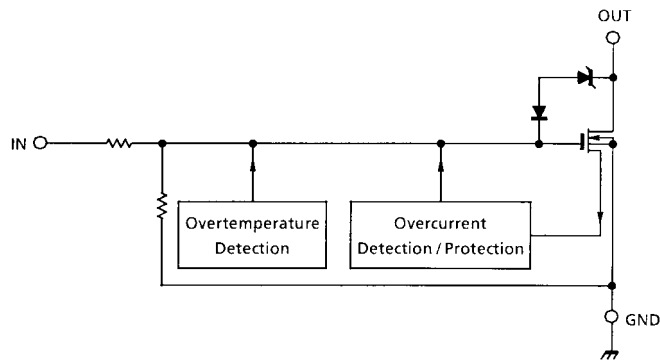 OUT
IN
Overtemperature
Detection
Overcurrent
Detection / Protection
GND